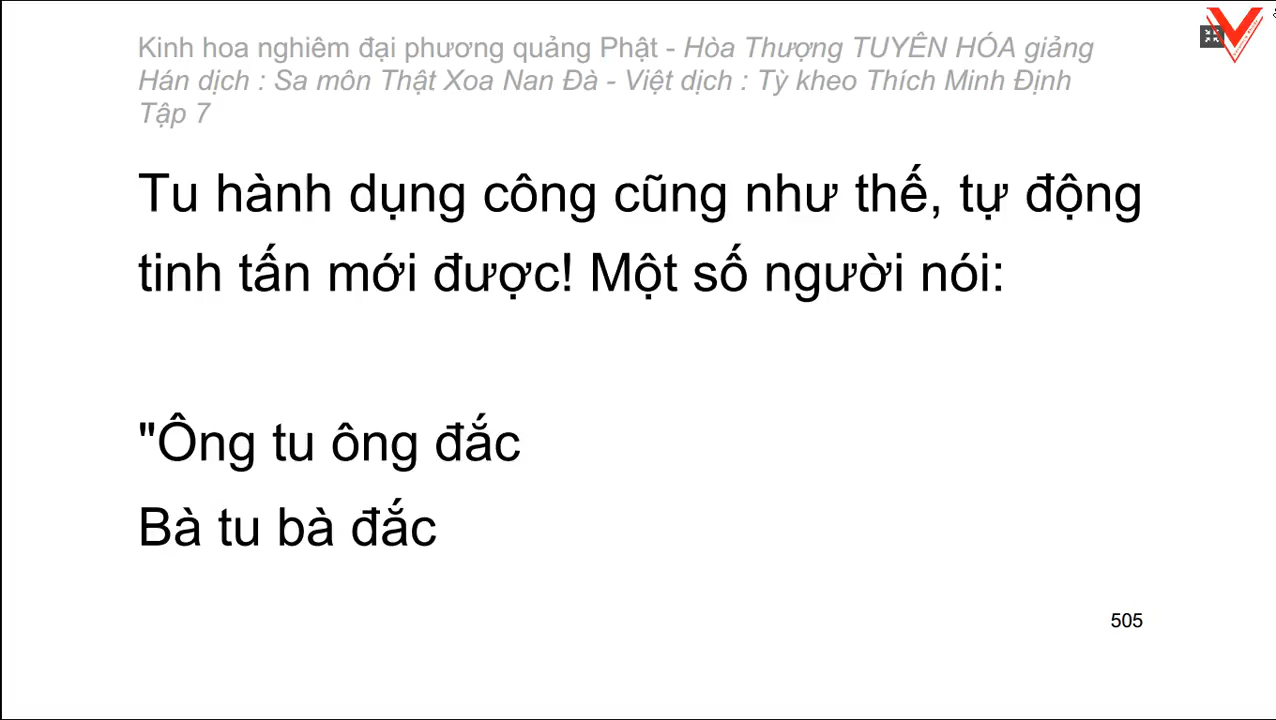 Kinh hoa nghiêm đại phương quảng Phật - Hòa Thượng TUYÊN HÓA giảng
Hán dịch : Sa môn Thật Xoa Nan Đà - Việt dịch : Tỳ kheo Thích Minh Định
Tập 7
Tu hành dụng công cũng như thế, tự động
tinh tấn mới được! Một số người nói:
"Ông tu ông đắc
Bà tu bà đắc
505